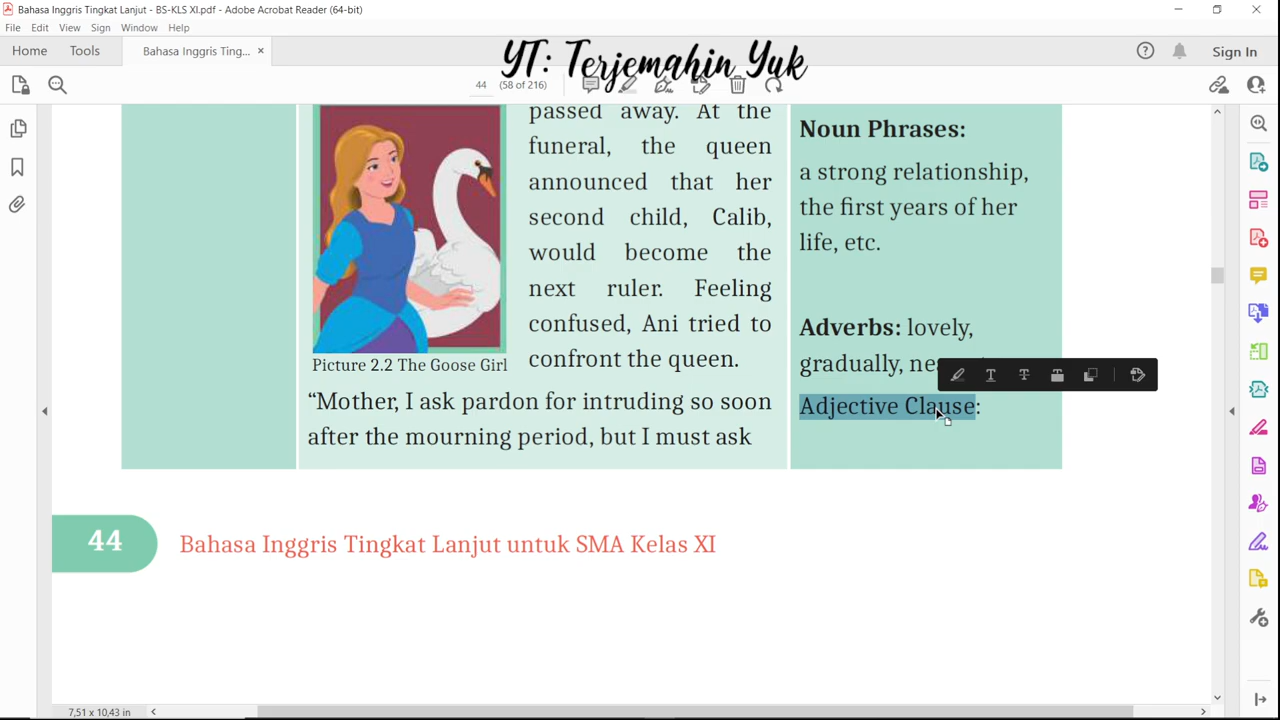 Bahasa Inggris Tingkat Lanjut - BS-KLS XI.pdf - Adobe Acrobat Reader (64-bit)
File Edit View Sign Window Help
Home Tools Bahasa Inggris Ting... × Sign In
YT: Terjemahin Yuk
44 (58 of 216)
passed away. At the
funeral, the queen
announced that her
second child, Calib,
would become the
next ruler. Feeling
confused, Ani tried to
confront the queen.
Picture 2.2 The Goose Girl
“Mother, I ask pardon for intruding so soon
after the mourning period, but I must ask
Noun Phrases:
a strong relationship,
the first years of her
life, etc.
Adverbs: lovely,
gradually,
Adjective Clause:
44 Bahasa Inggris Tingkat Lanjut untuk SMA Kelas XI
7,51 x 10,43 in